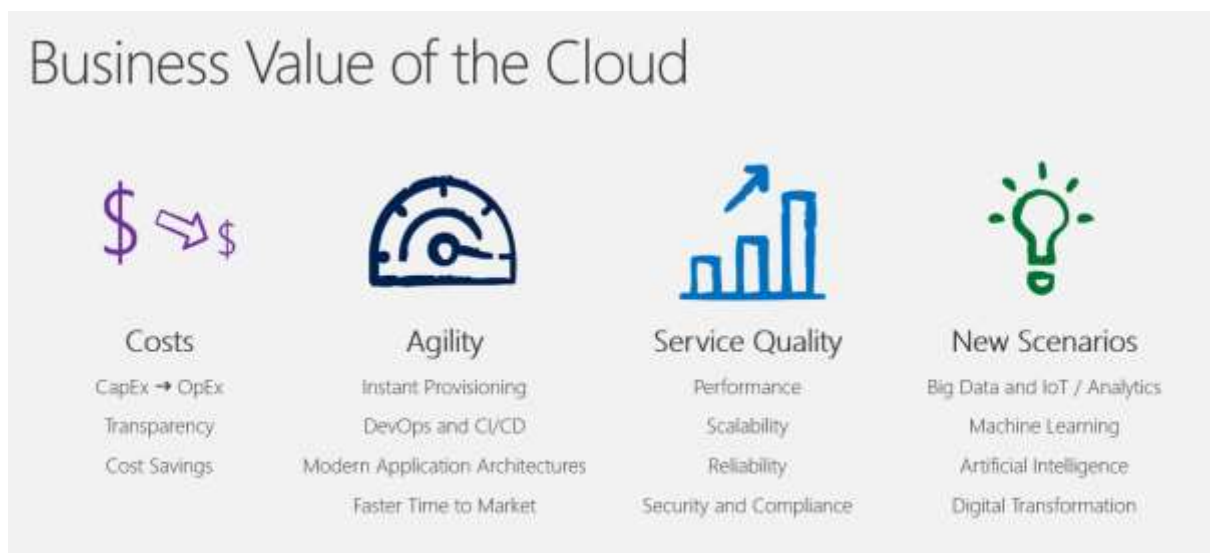 Business Value of the Cloud
$ $
Costs
CapEx → OpEx
Transparency
Cost Savings
Agility
Instant Provisioning
DevOps and CI/CD
Modern Application Architectures
Faster Time to Market
Service Quality
Performance
Scalability
Reliability
Security and Compliance
New Scenarios
Big Data and IoT / Analytics
Machine Learning
Artificial Intelligence
Digital Transformation